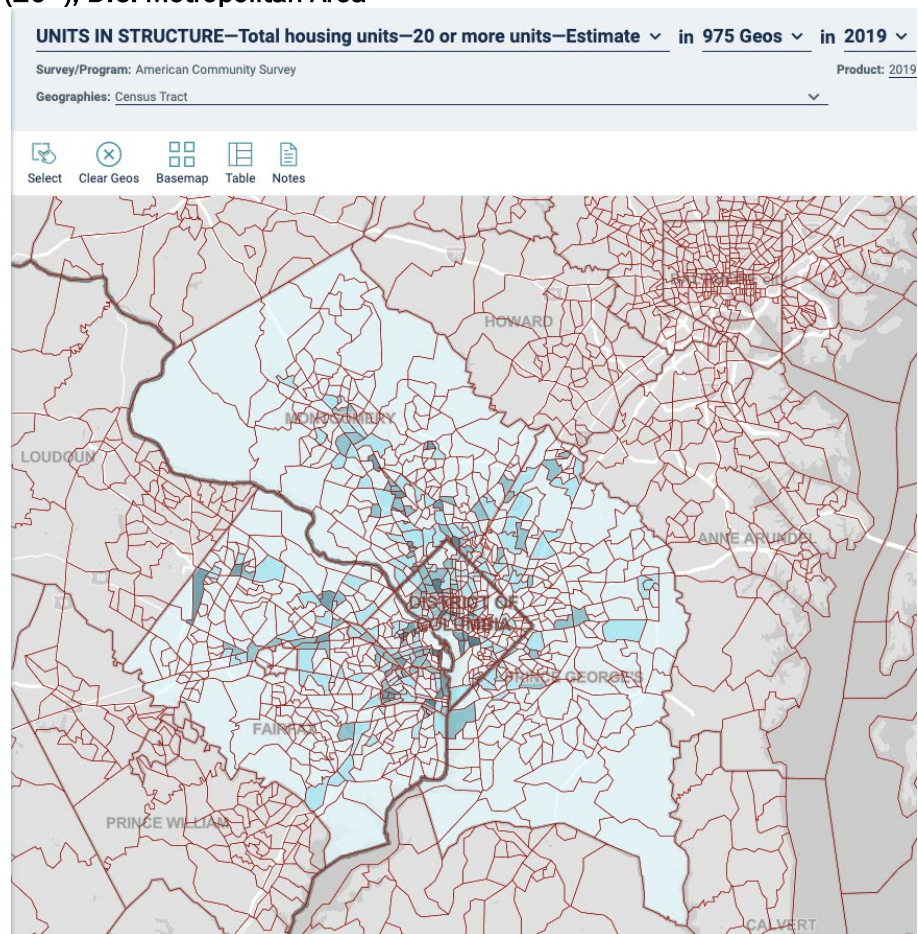 (20+), D.C. Metropolitan Area
UNITS IN STRUCTURE—Total housing units—20 or more units—Estimate in 975 Geos in 2019
Survey/Program: American Community Survey Product: 2019
Geographies: Census Tract
Select Clear Geos Basemap Table Notes
HOWARD
MONTGOMERY
LOUDOUN
ANNE ARUNDEL
DISTRICT OF
COLUMBIA
PRINCE GEORGE'S
FAIRFAX
PRINCE WILLIAM
CALVERT